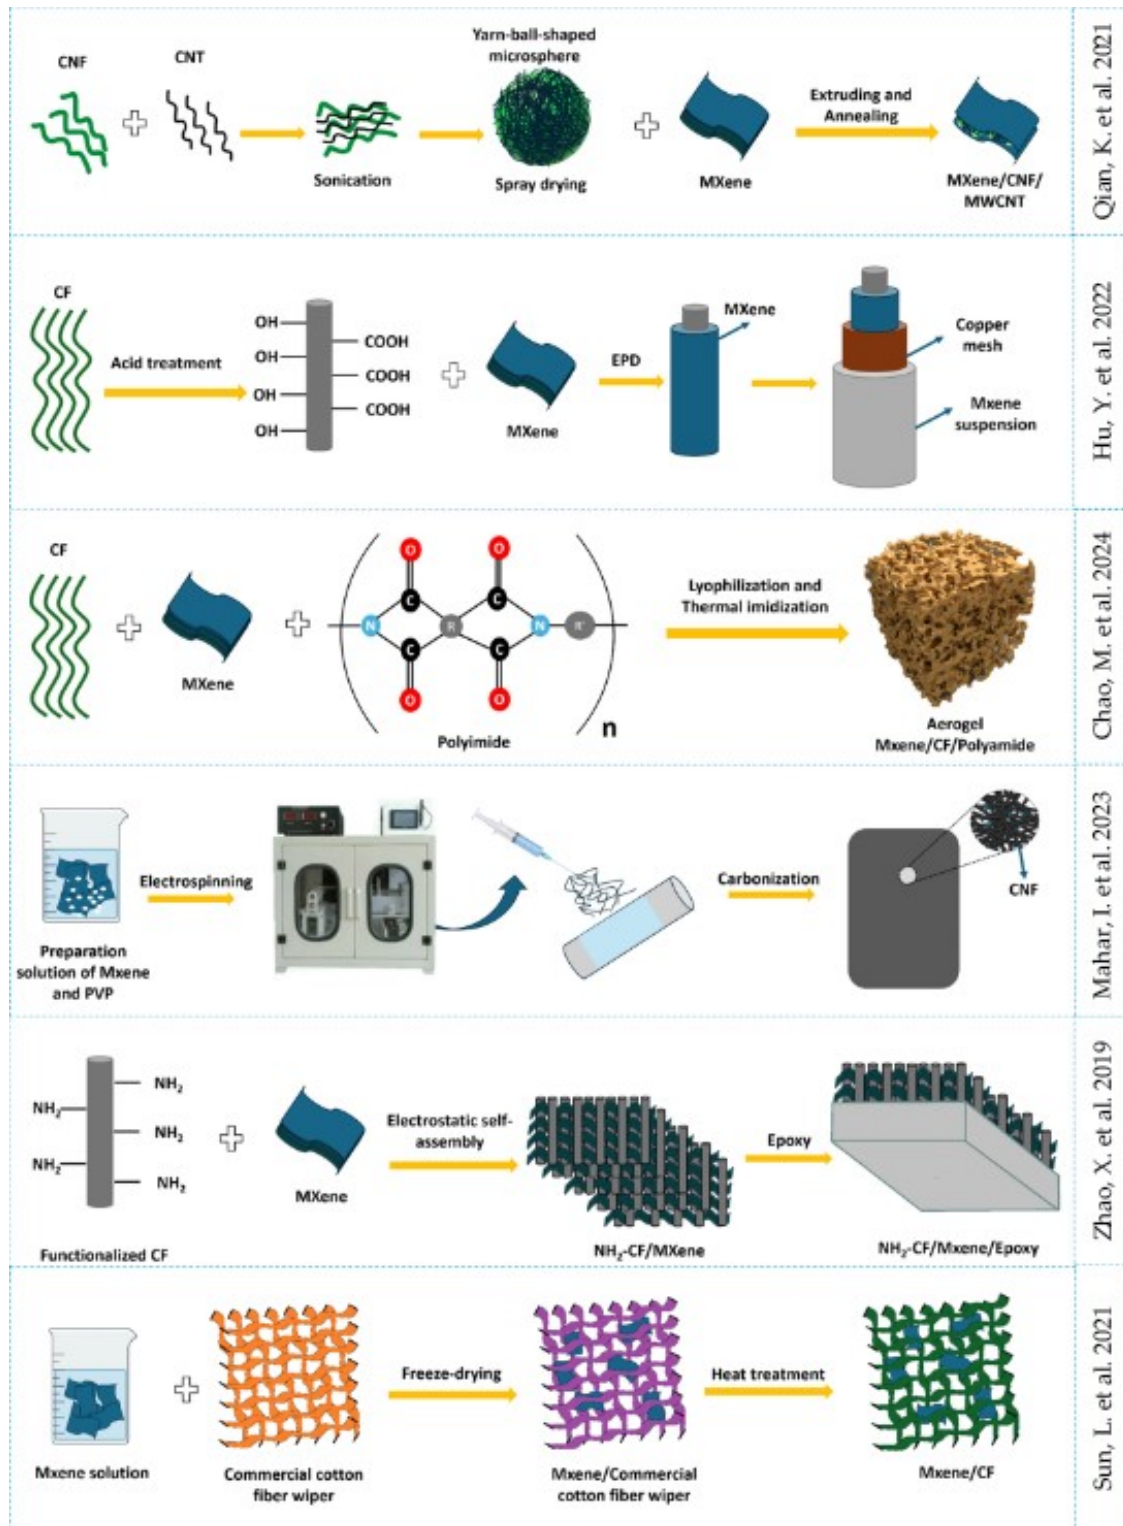 CNF
CNT
Yarn-ball-shaped
microsphere
Extruding and
Annealing
Sonication
Spray drying
MXene
MXene/CNF/
MWCNT
Qian, K. et al. 2021
CF
Acid treatment
OH
OH
OH
OH
COOH
COOH
COOH
MXene
EPD
MXene
Copper
mesh
Mxene
suspension
Hu, Y. et al. 2022
CF
MXene
O
O
C
C
N
R
N
R'
C
C
O
O
n
Polyimide
Lyophilization and
Thermal imidization
Aerogel
Mxene/CF/Polyamide
Chao, M. et al 2024
Electrospinning
Preparation
solution of Mxene
and PVP
Carbonization
CNF
Mahar, I. et al. 2023
NH2
NH2
NH2
NH2
NH2
Functionalized CF
MXene
Electrostatic self-
assembly
NH2-CF/MXene
Epoxy
NH2-CF/Mxene/Epoxy
Zhao, X. et al. 2019
Mxene solution
Commercial cotton
fiber wiper
Freeze-drying
Mxene/Commercial
cotton fiber wiper
Heat treatment
Mxene/CF
Sun, L. et al. 2021